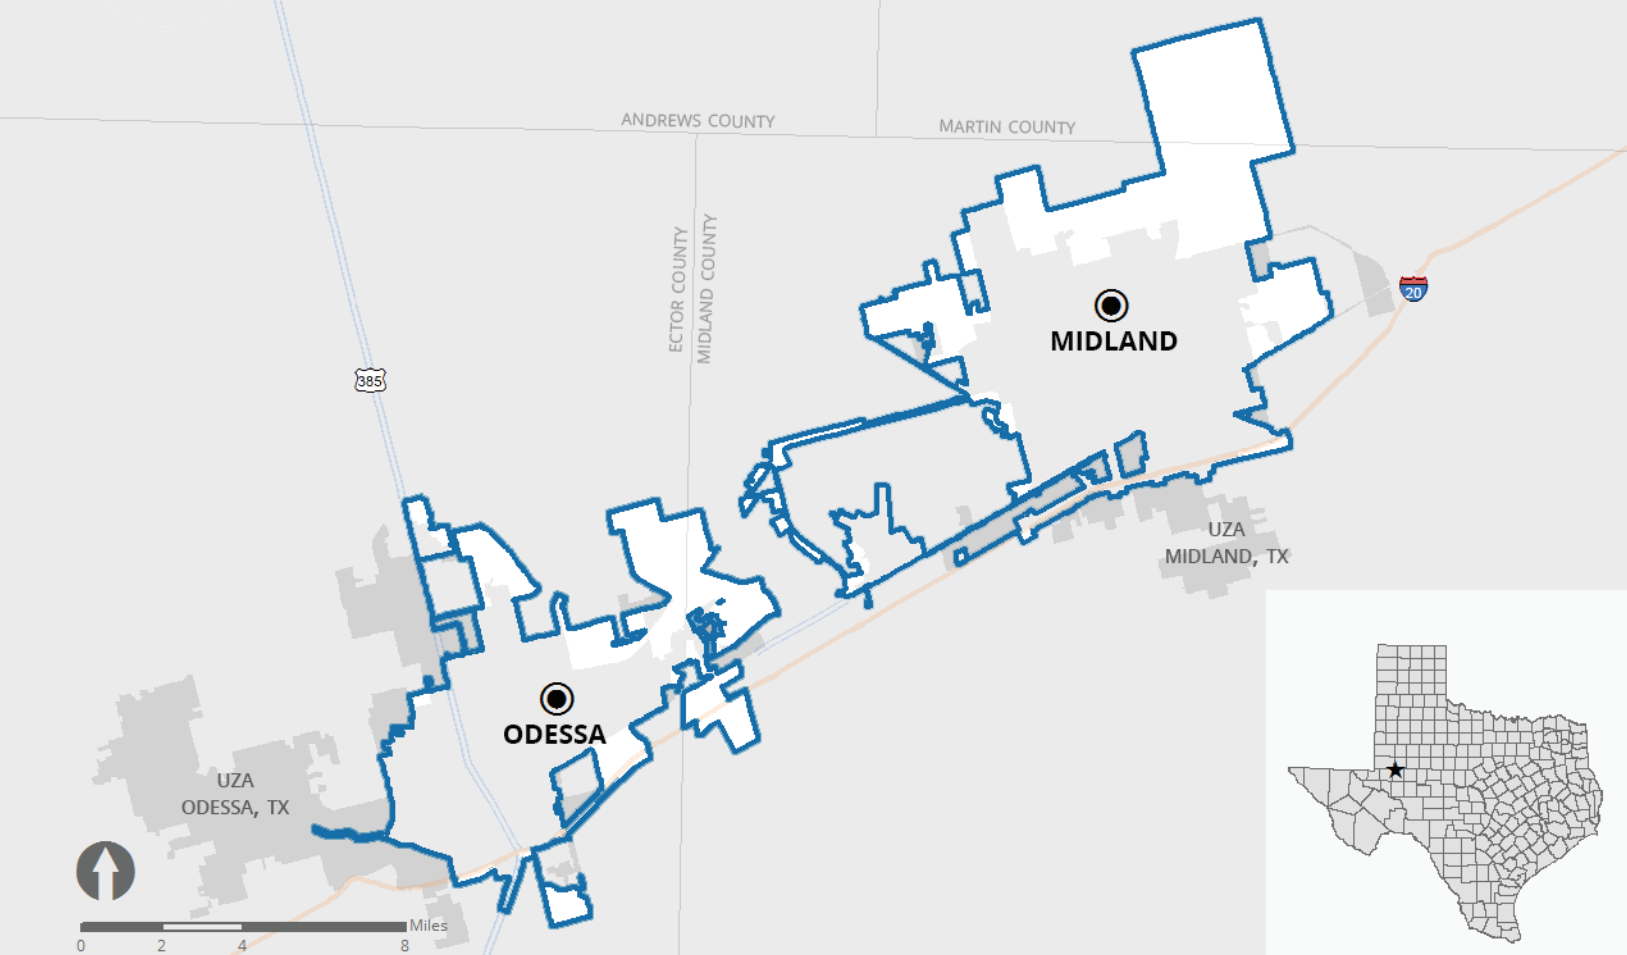 ANDREWS COUNTY
MARTIN COUNTY
ECTOR COUNTY
MIDLAND COUNTY
20
MIDLAND
385
UZA
MIDLAND, TX
ODESSA
UZA
ODESSA, TX
Miles
0 2 4 8